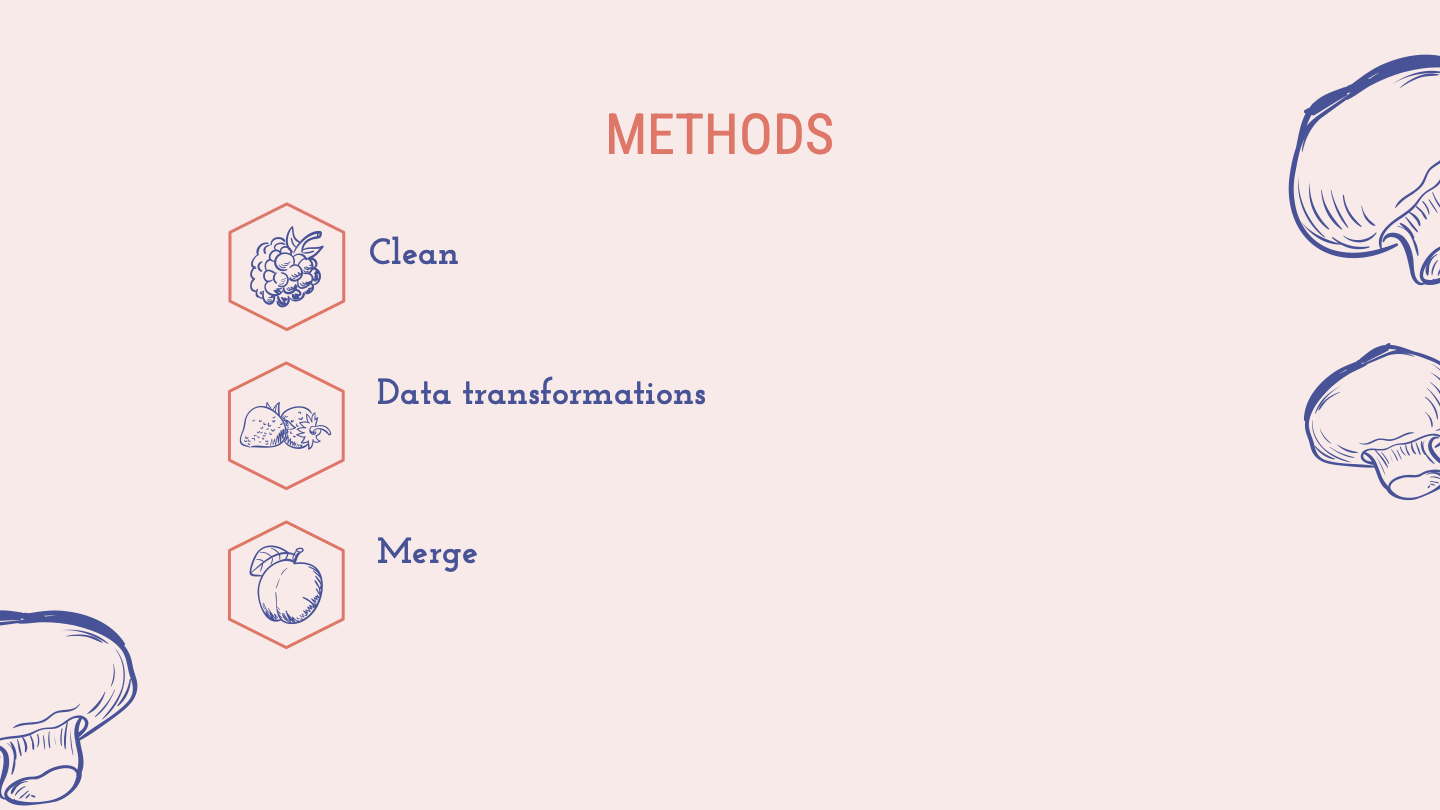 METHODS
Clean
Data transformations
Merge